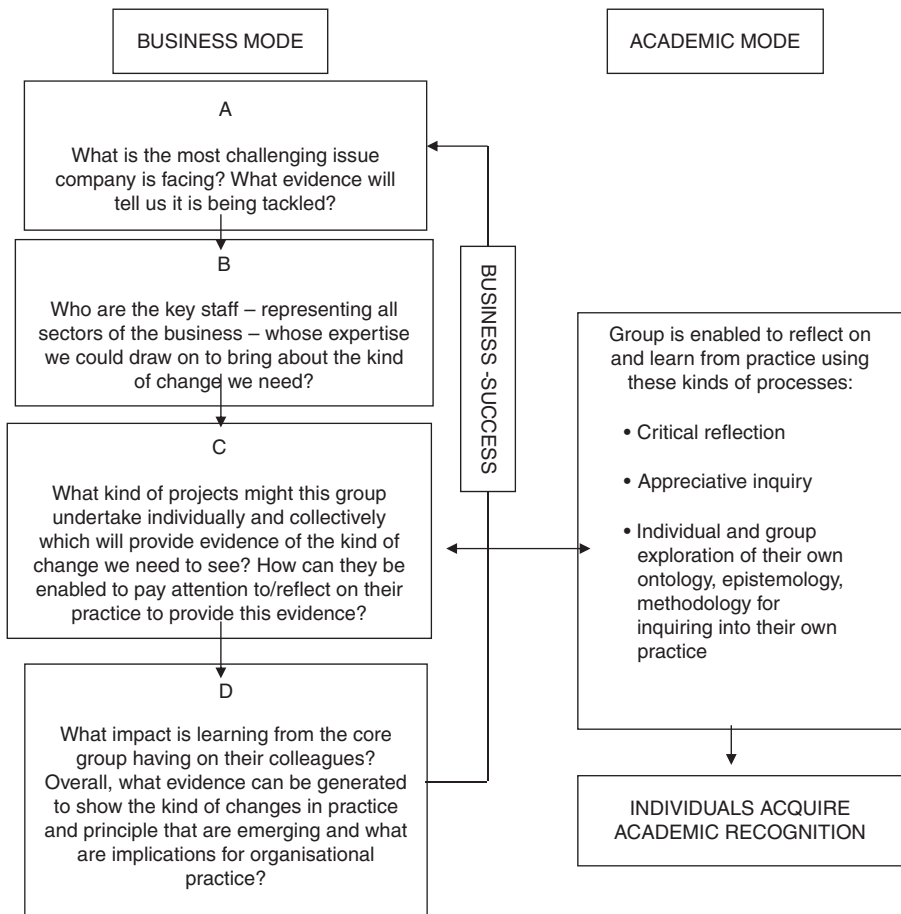 BUSINESS MODE
ACADEMIC MODE
A
What is the most challenging issue
company is facing? What evidence will
tell us it is being tackled?
B
Who are the key staff – representing all
sectors of the business – whose expertise
we could draw on to bring about the kind
of change we need?
C
What kind of projects might this group
undertake individually and collectively
which will provide evidence of the kind of
change we need to see? How can they be
enabled to pay attention to/reflect on their
practice to provide this evidence?
D
What impact is learning from the core
group having on their colleagues?
Overall, what evidence can be generated
to show the kind of changes in practice
and principle that are emerging and what
are implications for organisational
practice?
BUSINESS -SUCCESS
Group is enabled to reflect on
and learn from practice using
these kinds of processes:
• Critical reflection
• Appreciative inquiry
• Individual and group
exploration of their own
ontology, epistemology,
methodology for
inquiring into their own
practice
INDIVIDUALS ACQUIRE
ACADEMIC RECOGNITION